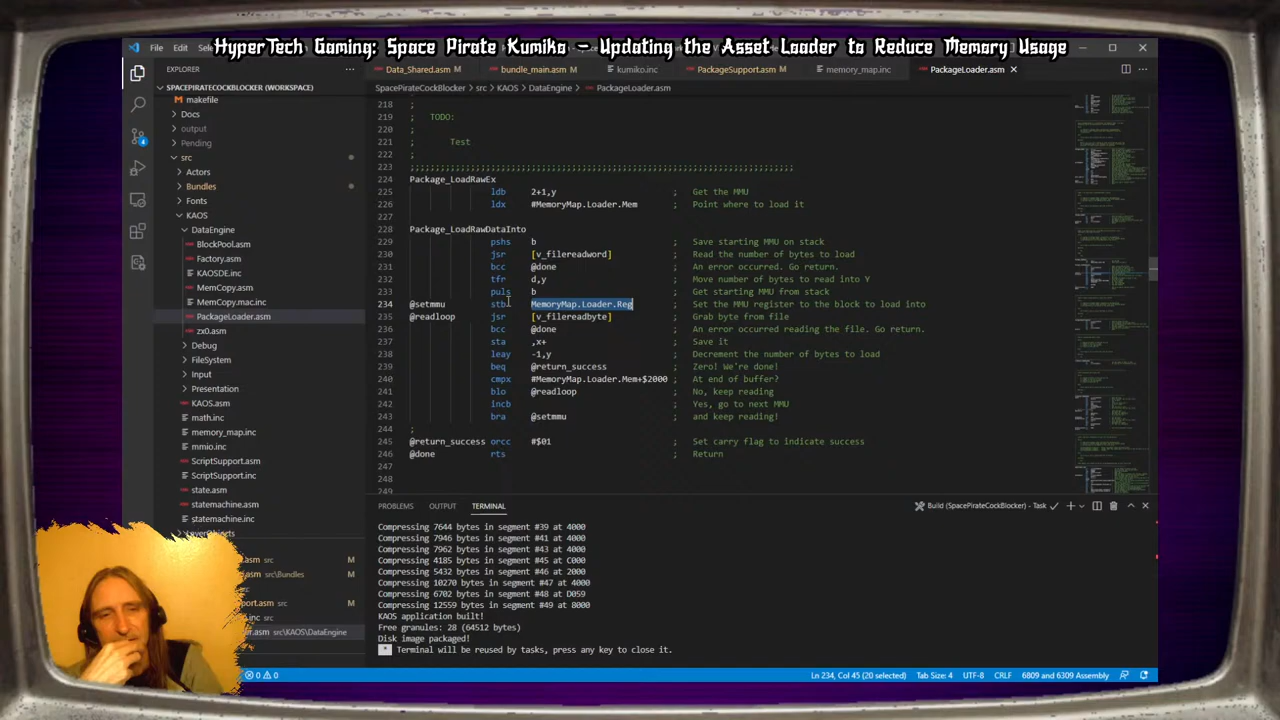 HyperTech Gaming: Space Pirate Kumiko – Updating the Asset Loader to Reduce Memory Usage
File Edit Sel
EXPLORER ···
Data_Shared.asm M bundle_main.asm M kumiko.inc PackageSupport.asm M memory_map.inc PackageLoader.asm ×
SPACEPIRATECOCKBLOCKER (WORKSPACE)
SpacePirateCockBlocker > src > KAOS > DataEngine > PackageLoader.asm
makefile
Docs
output
Pending
src
Actors
Bundles
Fonts
KAOS
DataEngine
BlockPool.asm
Factory.asm
KAOSDE.inc
MemCopy.asm
MemCopy.mac.inc
PackageLoader.asm
zx0.asm
Debug
FileSystem
Input
Presentation
KAOS.asm
math.inc
memory_map.inc
mmio.inc
ScriptSupport.asm
ScriptSupport.inc
state.asm
statemachine.asm
statemachine.inc
218 ;
219 ; TODO:
220 ;
221 ; Test
222 ;
223 ;;;;;;;;;;;;;;;;;;;;;;;;;;;;;;;;;;;;;;;;;;;;;;;;;;;;;;;;;;;;;;;;;;;;;;;;;;;;;
224 Package_LoadRawEx
225 ldb 2+1,y ; Get the MMU
226 ldx #MemoryMap.Loader.Mem ; Point where to load it
227
228 Package_LoadRawDataInto
229 pshs b ; Save starting MMU on stack
230 jsr [v_filereadword] ; Read the number of bytes to load
231 bcc @done ; An error occurred. Go return.
232 tfr d,y ; Move number of bytes to read into Y
233 puls b ; Get starting MMU from stack
234 @setmmu stb MemoryMap.Loader.Reg ; Set the MMU register to the block to load into
235 @readloop jsr [v_filereadbyte] ; Grab byte from file
236 bcc @done ; An error occurred reading the file. Go return.
237 sta ,x+ ; Save it
238 leay -1,y ; Decrement the number of bytes to load
239 beq @return_success ; Zero! We're done!
240 cmpx #MemoryMap.Loader.Mem+$2000 ; At end of buffer?
241 blo @readloop ; No, keep reading
242 incb ; Yes, go to next MMU
243 bra @setmmu ; and keep reading!
244
245 @return_success orcc #$01 ; Set carry flag to indicate success
246 @done rts ; Return
247
248
249
PROBLEMS OUTPUT TERMINAL Build (SpacePirateCockBlocker) - Task
Compressing 7644 bytes in segment #39 at 4000
Compressing 7946 bytes in segment #41 at 4000
Compressing 7962 bytes in segment #43 at 4000
Compressing 4185 bytes in segment #45 at C000
Compressing 5432 bytes in segment #46 at 2000
Compressing 10270 bytes in segment #47 at 4000
Compressing 6702 bytes in segment #48 at D059
Compressing 12559 bytes in segment #49 at 8000
KAOS application built!
Free granules: 28 (64512 bytes)
Disk image packaged!
* Terminal will be reused by tasks, press any key to close it.
.asm src M
.asm src\Bundles M
port.asm src M
.inc src
er.asm src\KAOS\DataEngine
0 0 Ln 234, Col 45 (20 selected) Tab Size: 4 UTF-8 CRLF 6809 and 6309 Assembly